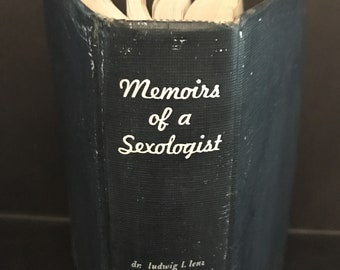 Memoirs
of a
Sexologist
dr. ludwig l. lenz